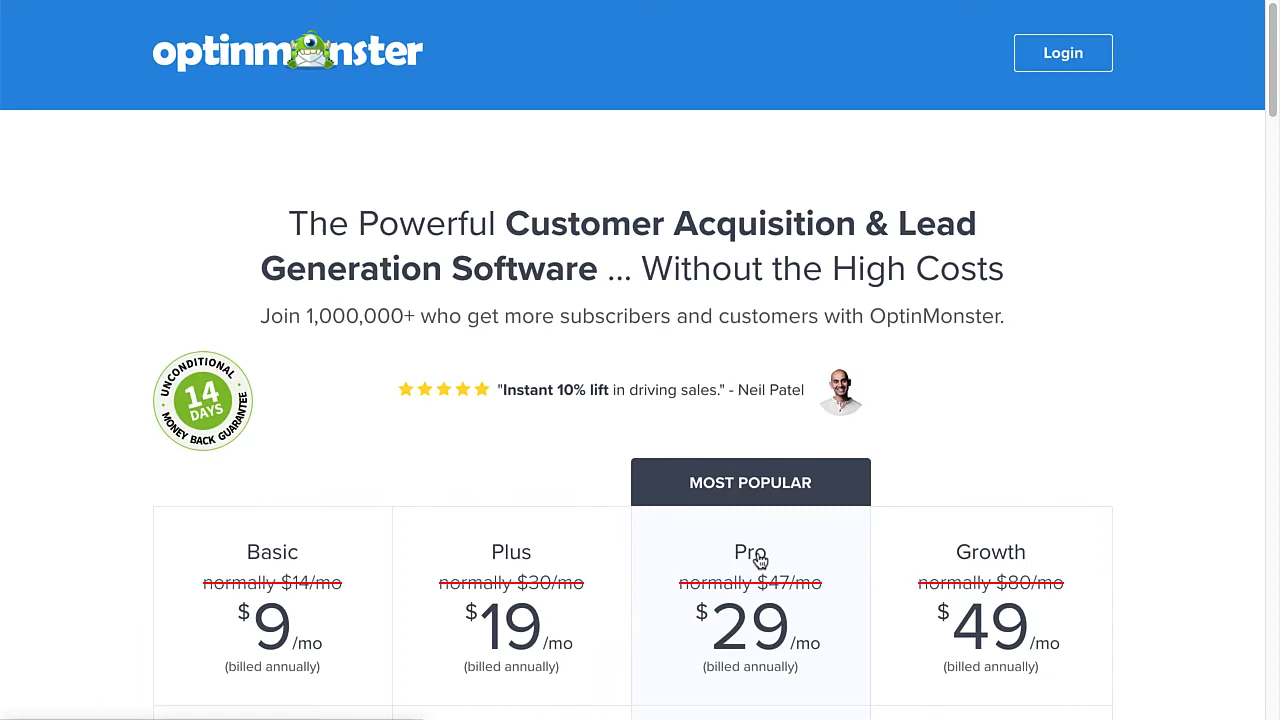 optinmonster
Login
The Powerful Customer Acquisition & Lead
Generation Software ... Without the High Costs
Join 1,000,000+ who get more subscribers and customers with OptinMonster.
UNCONDITIONAL
14
DAYS
MONEY BACK GUARANTEE
"Instant 10% lift in driving sales." - Neil Patel
MOST POPULAR
Basic
normally $14/mo
$9/mo
(billed annually)
Plus
normally $30/mo
$19/mo
(billed annually)
Pro
normally $47/mo
$29/mo
(billed annually)
Growth
normally $80/mo
$49/mo
(billed annually)